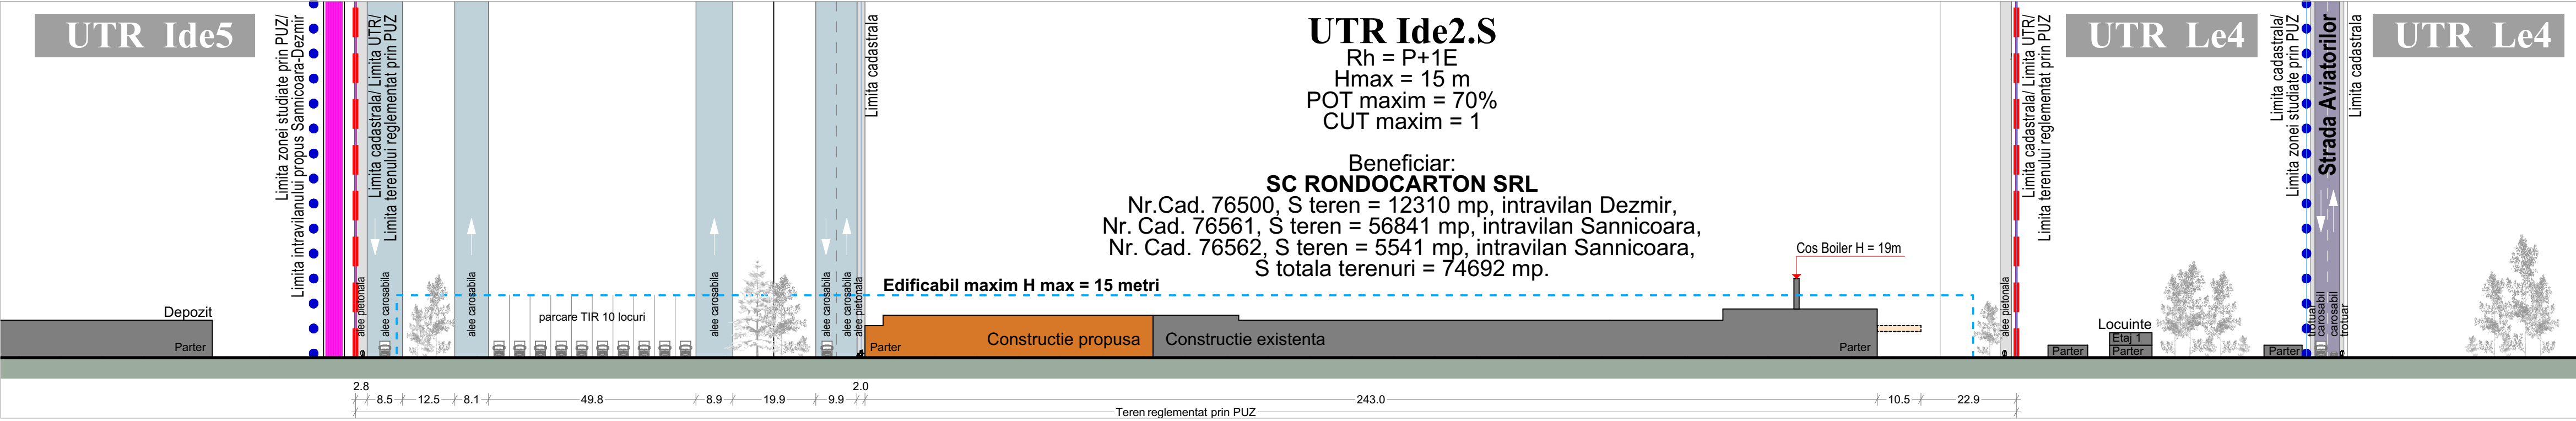 UTR Ide5
Limita zonei studiate prin PUZ/
Limita intravilanului propus Sannicoara-Dezmir
Limita cadastrala/ Limita UTR/
Limita terenului reglementat prin PUZ
Limita cadastrala
UTR Ide2.S
Rh = P+1E
Hmax = 15 m
POT maxim = 70%
CUT maxim = 1
Beneficiar:
SC RONDOCARTON SRL
Nr.Cad. 76500, S teren = 12310 mp, intravilan Dezmir,
Nr. Cad. 76561, S teren = 56841 mp, intravilan Sannicoara,
Nr. Cad. 76562, S teren = 5541 mp, intravilan Sannicoara,
S totala terenuri = 74692 mp.
Limita cadastrala/ Limita UTR/
Limita terenului reglementat prin PUZ
UTR Le4
Limita cadastrala/
Limita zonei studiate prin PUZ
Strada Aviatorilor
Limita cadastrala
UTR Le4
Cos Boiler H = 19m
Edificabil maxim H max = 15 metri
Depozit
Parter
alee pietonala
alee carosabila
alee carosabila
parcare TIR 10 locuri
alee carosabila
alee carosabila
alee carosabila
alee pietonala
Parter
Constructie propusa
Constructie existenta
Parter
alee pietonala
Parter
Locuinte
Etaj 1
Parter
Parter
trotuar
carosabil
carosabil
trotuar
2.8
8.5
12.5
8.1
49.8
8.9
19.9
9.9
2.0
243.0
10.5
22.9
Teren reglementat prin PUZ